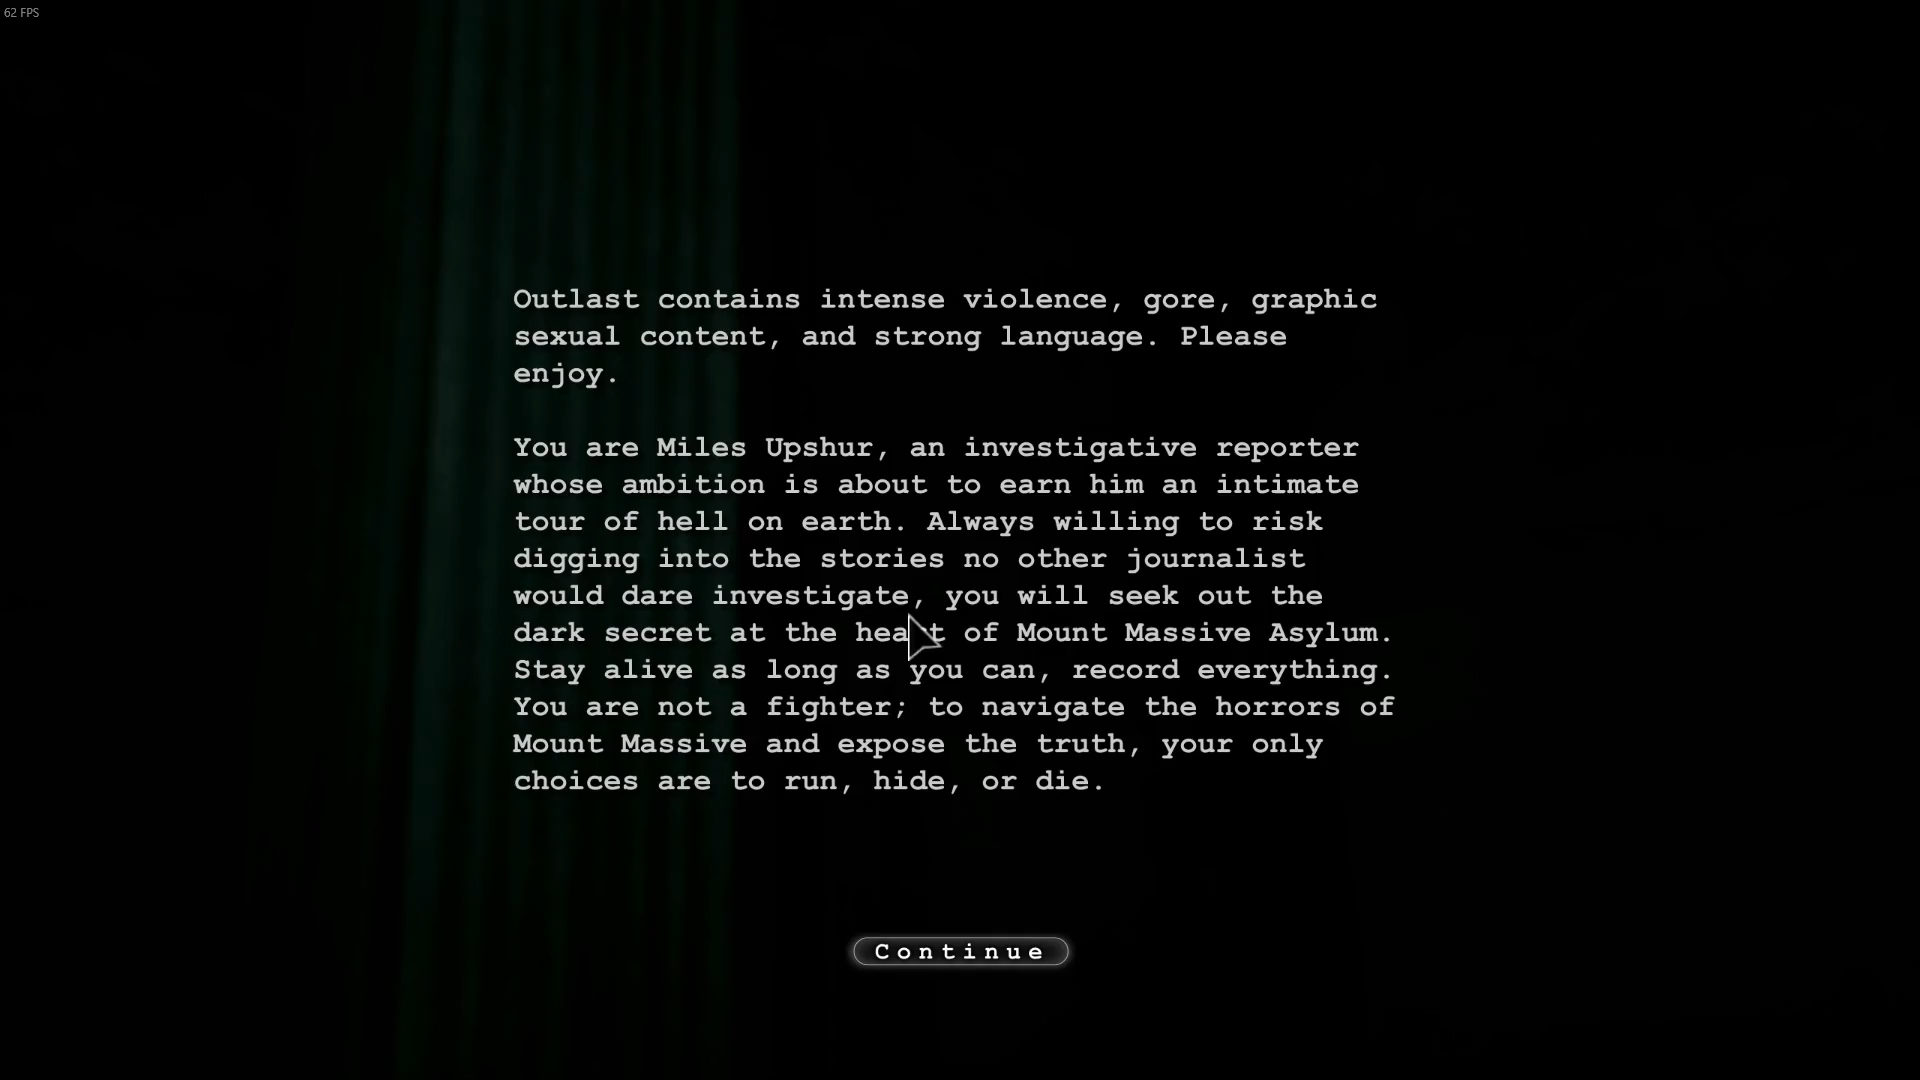 62 FPS
Outlast contains intense violence, gore, graphic
sexual content, and strong language. Please
enjoy.
You are Miles Upshur, an investigative reporter
whose ambition is about to earn him an intimate
tour of hell on earth. Always willing to risk
digging into the stories no other journalist
would dare investigate, you will seek out the
dark secret at the heart of Mount Massive Asylum.
Stay alive as long as you can, record everything.
You are not a fighter; to navigate the horrors of
Mount Massive and expose the truth, your only
choices are to run, hide, or die.
Continue